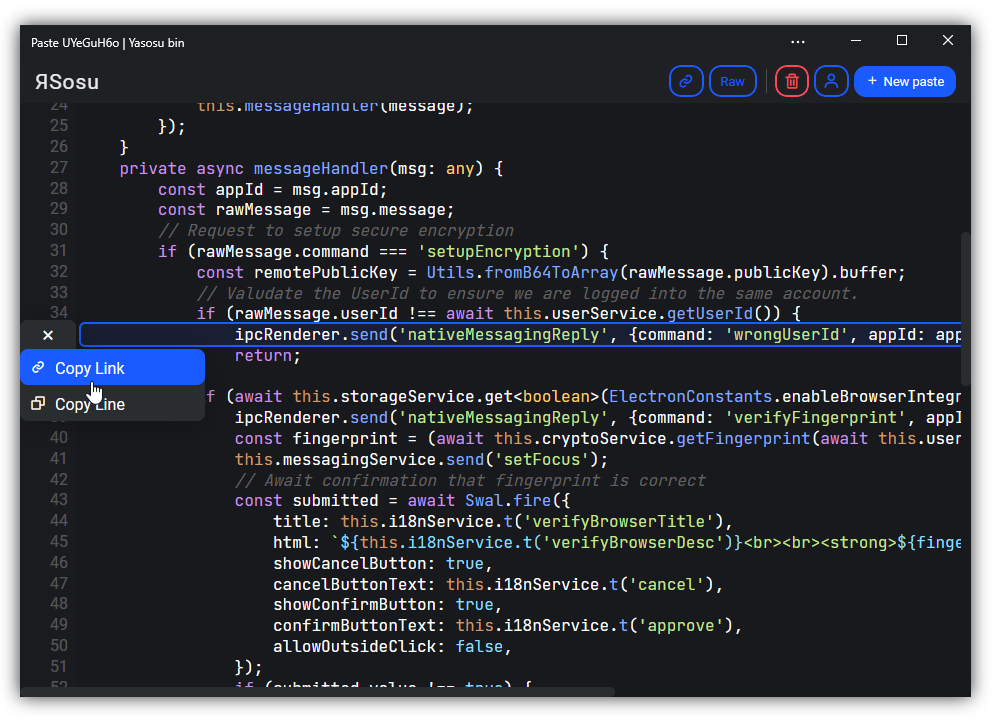 Paste UYeGuH6o | Yasosu bin
ЯSosu
Raw
+ New paste
24 this.messageHandler(message);
25 });
26 }
27 private async messageHandler(msg: any) {
28 const appId = msg.appId;
29 const rawMessage = msg.message;
30 // Request to setup secure encryption
31 if (rawMessage.command === 'setupEncryption') {
32 const remotePublicKey = Utils.fromB64ToArray(rawMessage.publicKey).buffer;
33 // Valudate the UserId to ensure we are logged into the same account.
34 if (rawMessage.userId !== await this.userService.getUserId()) {
ipcRenderer.send('nativeMessagingReply', {command: 'wrongUserId', appId: app
Copy Link
return;
Copy Line
(await this.storageService.get<boolean>(ElectronConstants.enableBrowserIntegr
ipcRenderer.send('nativeMessagingReply', {command: 'verifyFingerprint', appI
40 const fingerprint = (await this.cryptoService.getFingerprint(await this.user
41 this.messagingService.send('setFocus');
42 // Await confirmation that fingerprint is correct
43 const submitted = await Swal.fire({
44 title: this.i18nService.t('verifyBrowserTitle'),
45 html: `${this.i18nService.t('verifyBrowserDesc')}<br><br><strong>${finge
46 showCancelButton: true,
47 cancelButtonText: this.i18nService.t('cancel'),
48 showConfirmButton: true,
49 confirmButtonText: this.i18nService.t('approve'),
50 allowOutsideClick: false,
51 });
52 if (submitted.value !== true) {